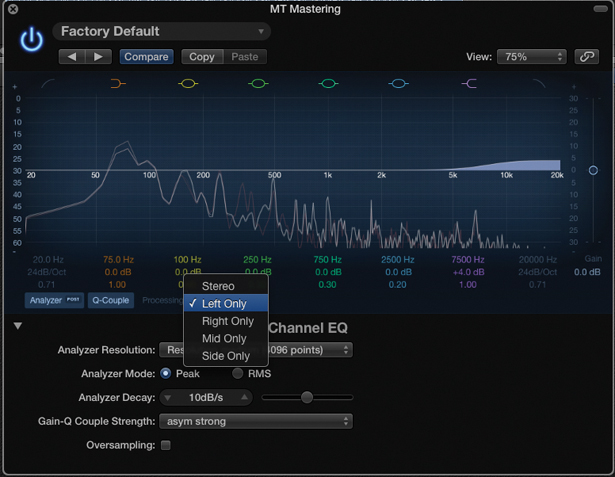 MT Mastering
Factory Default
Compare Copy Paste View: 75%
+ +
0 30
5 25
10 20
15 15
20 10
25 5
30 20 50 100 200 500 1k 2k 5k 10k 20k 0
35 5
40 10
45 15
50 20
55 25
60 30
- -
20.0 Hz 75.0 Hz 100 Hz 250 Hz 750 Hz 2500 Hz 7500 Hz 20000 Hz Gain
24dB/Oct 0.0 dB 0.0 dB 0.0 dB 0.0 dB 0.0 dB +4.0 dB 24dB/Oct 0.0 dB
0.71 1.00 0.30 0.20 1.00 0.71
Analyzer POST Q-Couple Processing
Stereo
✓ Left Only
Right Only
Mid Only
Side Only
Channel EQ
Analyzer Resolution: 4096 points)
Analyzer Mode: Peak RMS
Analyzer Decay: 10dB/s
Gain-Q Couple Strength: asym strong
Oversampling: